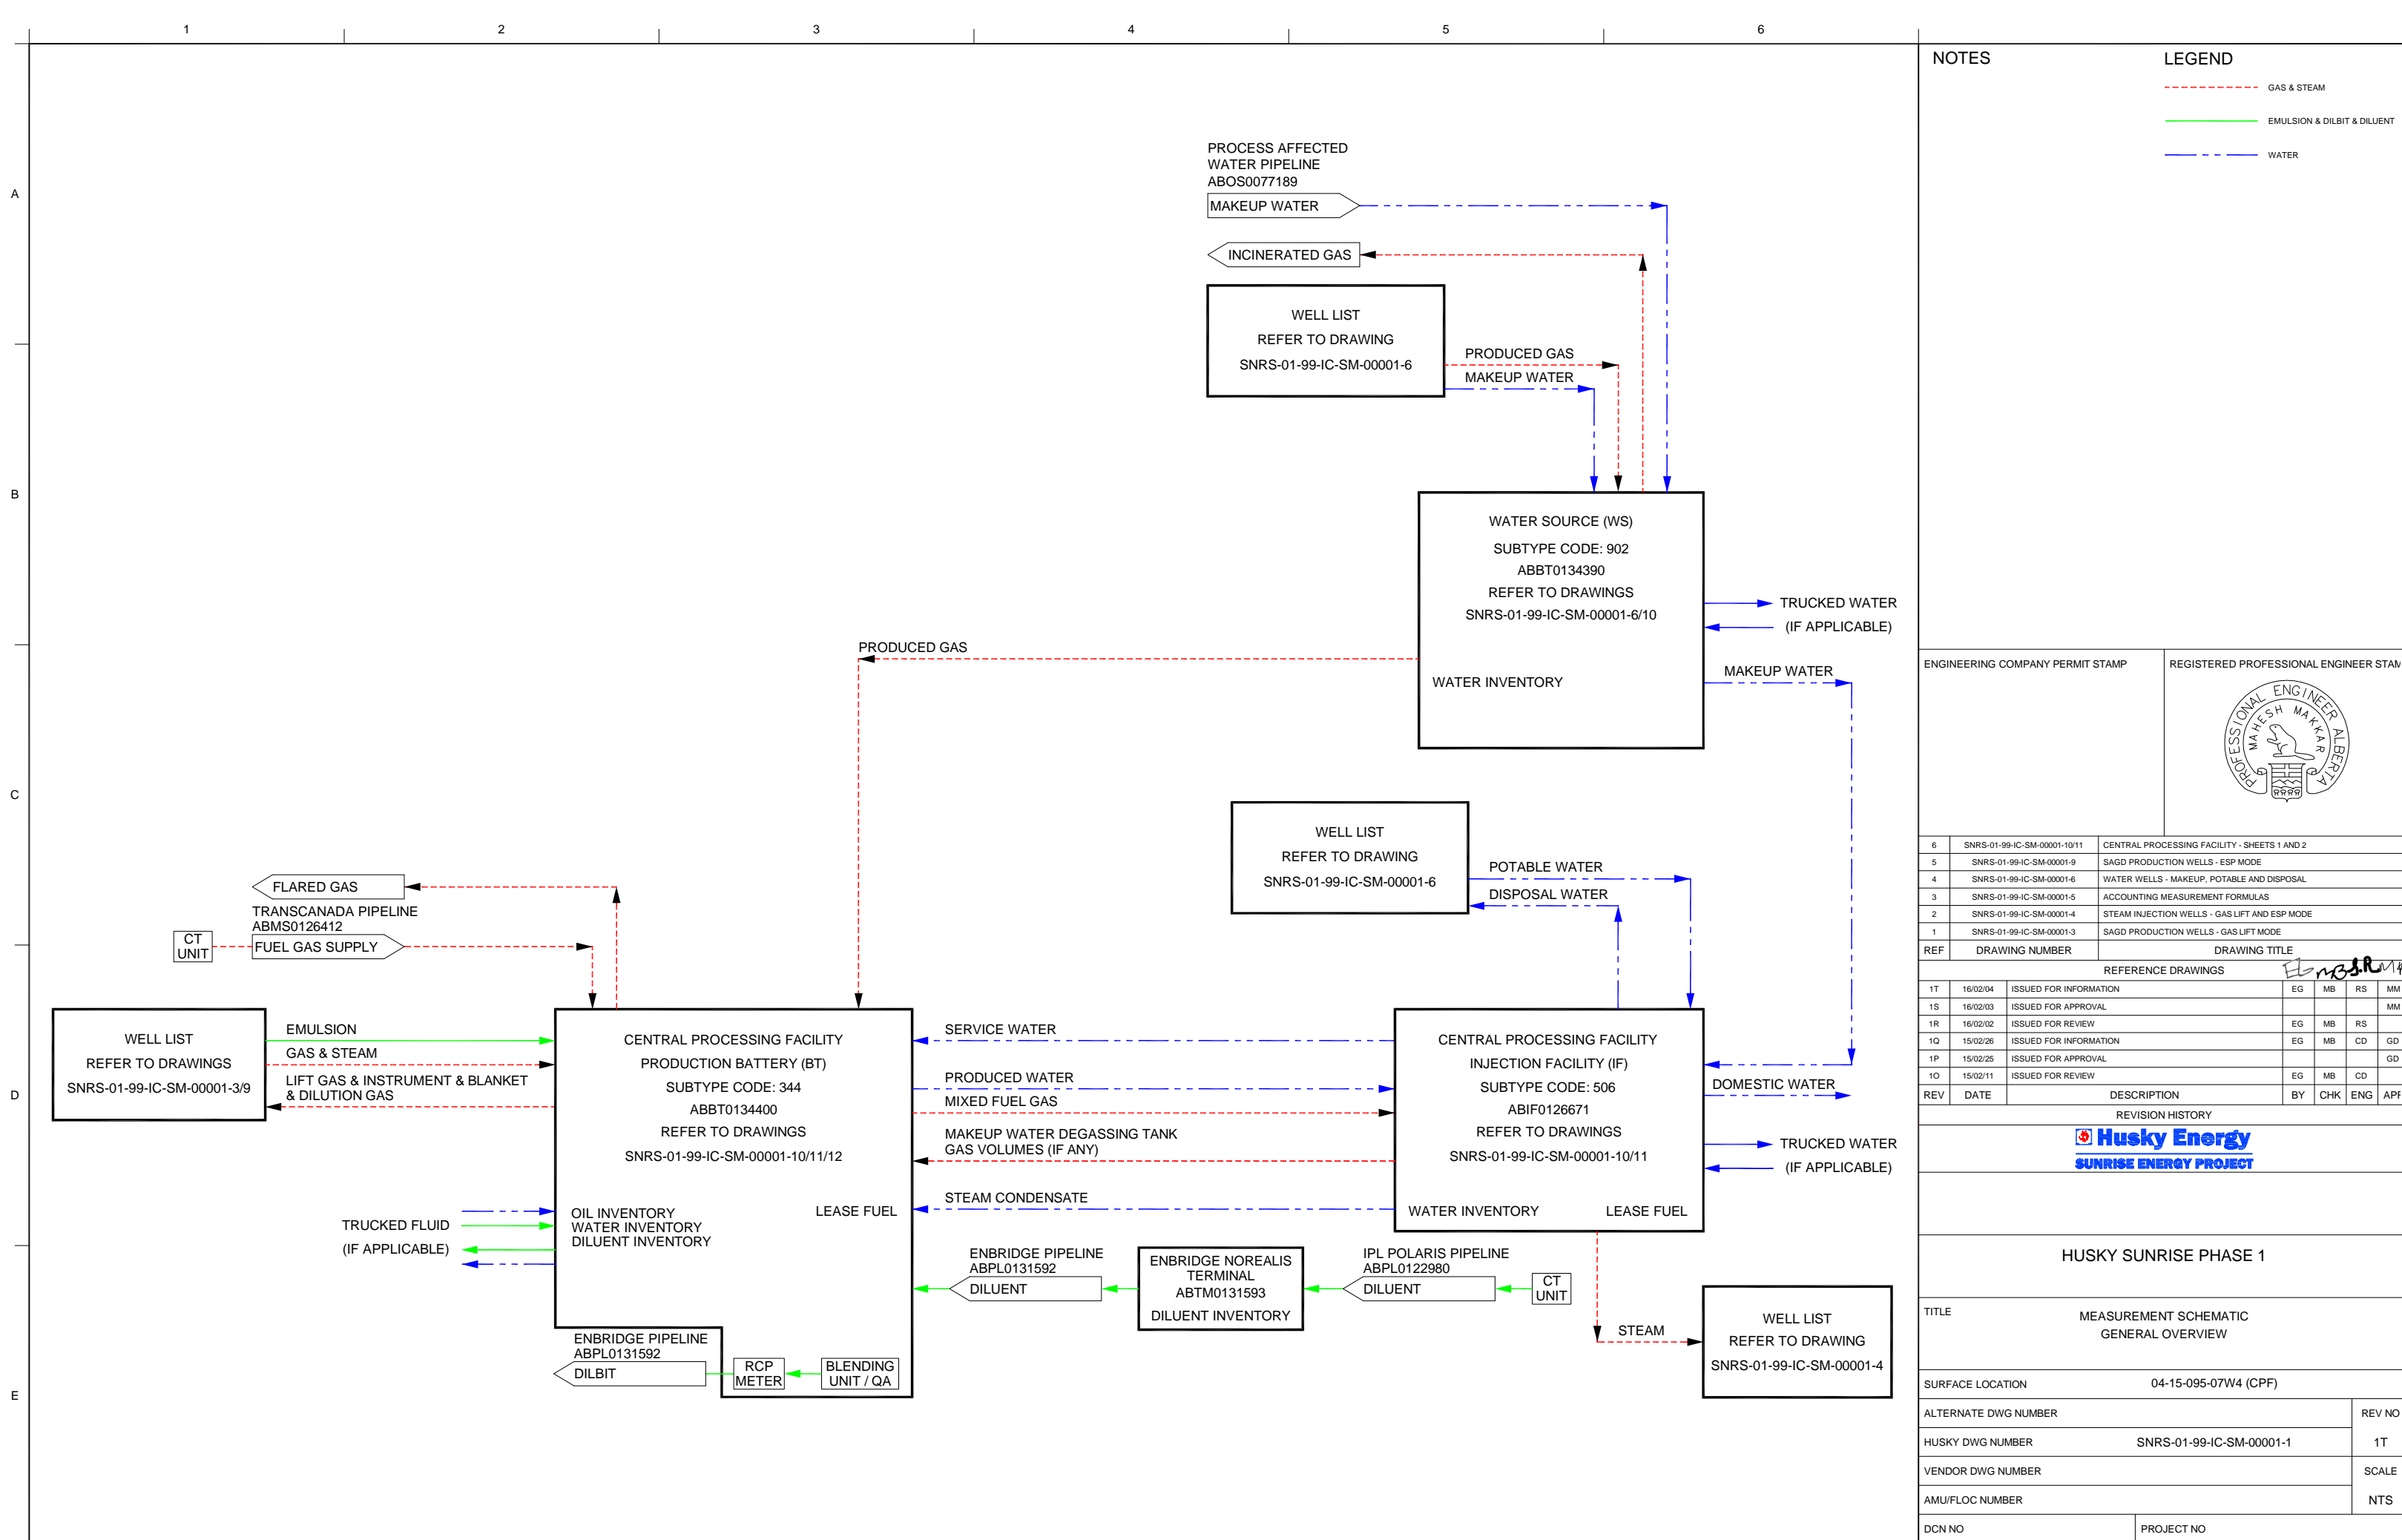 1 2 3 4 5 6
A
B
C
D
E
PROCESS AFFECTED
WATER PIPELINE
ABOS0077189
MAKEUP WATER
INCINERATED GAS
WELL LIST
REFER TO DRAWING
SNRS-01-99-IC-SM-00001-6
PRODUCED GAS
MAKEUP WATER
WATER SOURCE (WS)
SUBTYPE CODE: 902
ABBT0134390
REFER TO DRAWINGS
SNRS-01-99-IC-SM-00001-6/10
WATER INVENTORY
TRUCKED WATER
(IF APPLICABLE)
MAKEUP WATER
PRODUCED GAS
WELL LIST
REFER TO DRAWING
SNRS-01-99-IC-SM-00001-6
POTABLE WATER
DISPOSAL WATER
FLARED GAS
TRANSCANADA PIPELINE
ABMS0126412
CT
UNIT
FUEL GAS SUPPLY
WELL LIST
REFER TO DRAWINGS
SNRS-01-99-IC-SM-00001-3/9
EMULSION
GAS & STEAM
LIFT GAS & INSTRUMENT & BLANKET
& DILUTION GAS
CENTRAL PROCESSING FACILITY
PRODUCTION BATTERY (BT)
SUBTYPE CODE: 344
ABBT0134400
REFER TO DRAWINGS
SNRS-01-99-IC-SM-00001-10/11/12
OIL INVENTORY
WATER INVENTORY
DILUENT INVENTORY
LEASE FUEL
TRUCKED FLUID
(IF APPLICABLE)
SERVICE WATER
PRODUCED WATER
MIXED FUEL GAS
MAKEUP WATER DEGASSING TANK
GAS VOLUMES (IF ANY)
STEAM CONDENSATE
CENTRAL PROCESSING FACILITY
INJECTION FACILITY (IF)
SUBTYPE CODE: 506
ABIF0126671
REFER TO DRAWINGS
SNRS-01-99-IC-SM-00001-10/11
WATER INVENTORY LEASE FUEL
DOMESTIC WATER
TRUCKED WATER
(IF APPLICABLE)
ENBRIDGE PIPELINE
ABPL0131592
DILUENT
ENBRIDGE NOREALIS
TERMINAL
ABTM0131593
DILUENT INVENTORY
IPL POLARIS PIPELINE
ABPL0122980
DILUENT
CT
UNIT
STEAM
WELL LIST
REFER TO DRAWING
SNRS-01-99-IC-SM-00001-4
ENBRIDGE PIPELINE
ABPL0131592
DILBIT
RCP
METER
BLENDING
UNIT / QA
NOTES
LEGEND
GAS & STEAM
EMULSION & DILBIT & DILUENT
WATER
ENGINEERING COMPANY PERMIT STAMP
REGISTERED PROFESSIONAL ENGINEER
PROFESSIONAL ENGINEER ALBERTA
MAHESH MAKKAR
6 SNRS-01-99-IC-SM-00001-10/11 CENTRAL PROCESSING FACILITY - SHEETS 1 AND 2
5 SNRS-01-99-IC-SM-00001-9 SAGD PRODUCTION WELLS - ESP MODE
4 SNRS-01-99-IC-SM-00001-6 WATER WELLS - MAKEUP, POTABLE AND DISPOSAL
3 SNRS-01-99-IC-SM-00001-5 ACCOUNTING MEASUREMENT FORMULAS
2 SNRS-01-99-IC-SM-00001-4 STEAM INJECTION WELLS - GAS LIFT AND ESP MODE
1 SNRS-01-99-IC-SM-00001-3 SAGD PRODUCTION WELLS - GAS LIFT MODE
REF DRAWING NUMBER DRAWING TITLE
REFERENCE DRAWINGS
1T 16/02/04 ISSUED FOR INFORMATION EG MB RS MM
1S 16/02/03 ISSUED FOR APPROVAL MM
1R 16/02/02 ISSUED FOR REVIEW EG MB RS
1Q 15/02/26 ISSUED FOR INFORMATION EG MB CD GD
1P 15/02/25 ISSUED FOR APPROVAL GD
1O 15/02/11 ISSUED FOR REVIEW EG MB CD
REV DATE DESCRIPTION BY CHK ENG
REVISION HISTORY
Husky Energy
SUNRISE ENERGY PROJECT
HUSKY SUNRISE PHASE 1
TITLE
MEASUREMENT SCHEMATIC
GENERAL OVERVIEW
SURFACE LOCATION 04-15-095-07W4 (CPF)
ALTERNATE DWG NUMBER REV NO
HUSKY DWG NUMBER SNRS-01-99-IC-SM-00001-1 1T
VENDOR DWG NUMBER SCALE
AMU/FLOC NUMBER NTS
DCN NO PROJECT NO